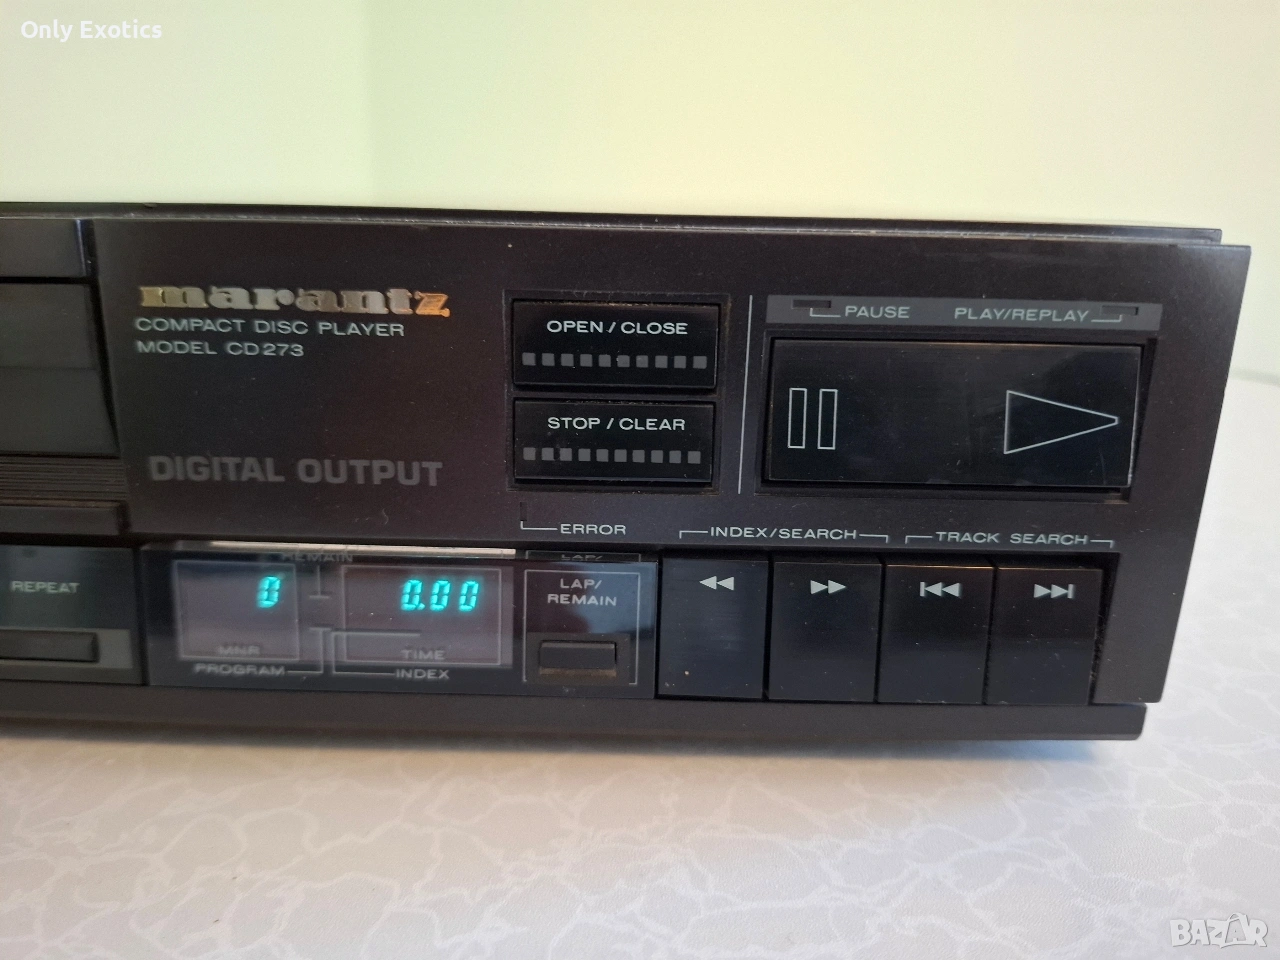 Only Exotics
marantz
COMPACT DISC PLAYER
MODEL CD273
DIGITAL OUTPUT
OPEN / CLOSE
STOP / CLEAR
PAUSE PLAY/REPLAY
ERROR
INDEX/SEARCH
TRACK SEARCH
REPEAT
REMAIN
0
0.00
MNR
TIME
PROGRAM
INDEX
LAP/
LAP/
REMAIN
BAZAR